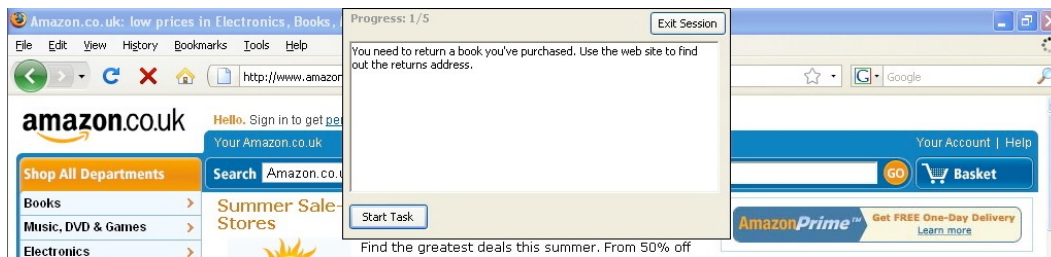 Amazon.co.uk: low prices in Electronics, Books,
Progress: 1/5
Exit Session
File Edit View History Bookmarks Tools Help
You need to return a book you've purchased. Use the web site to find
out the returns address.
http://www.amazon
G Google
amazon.co.uk
Hello. Sign in to get
Your Amazon.co.uk
Your Account | Help
Shop All Departments
Search Amazon.co.
GO
Basket
Books
Music, DVD & Games
Electronics
Summer Sale-
Stores
Start Task
AmazonPrime™
Get FREE One-Day Delivery
Learn more
Find the greatest deals this summer. From 50% off